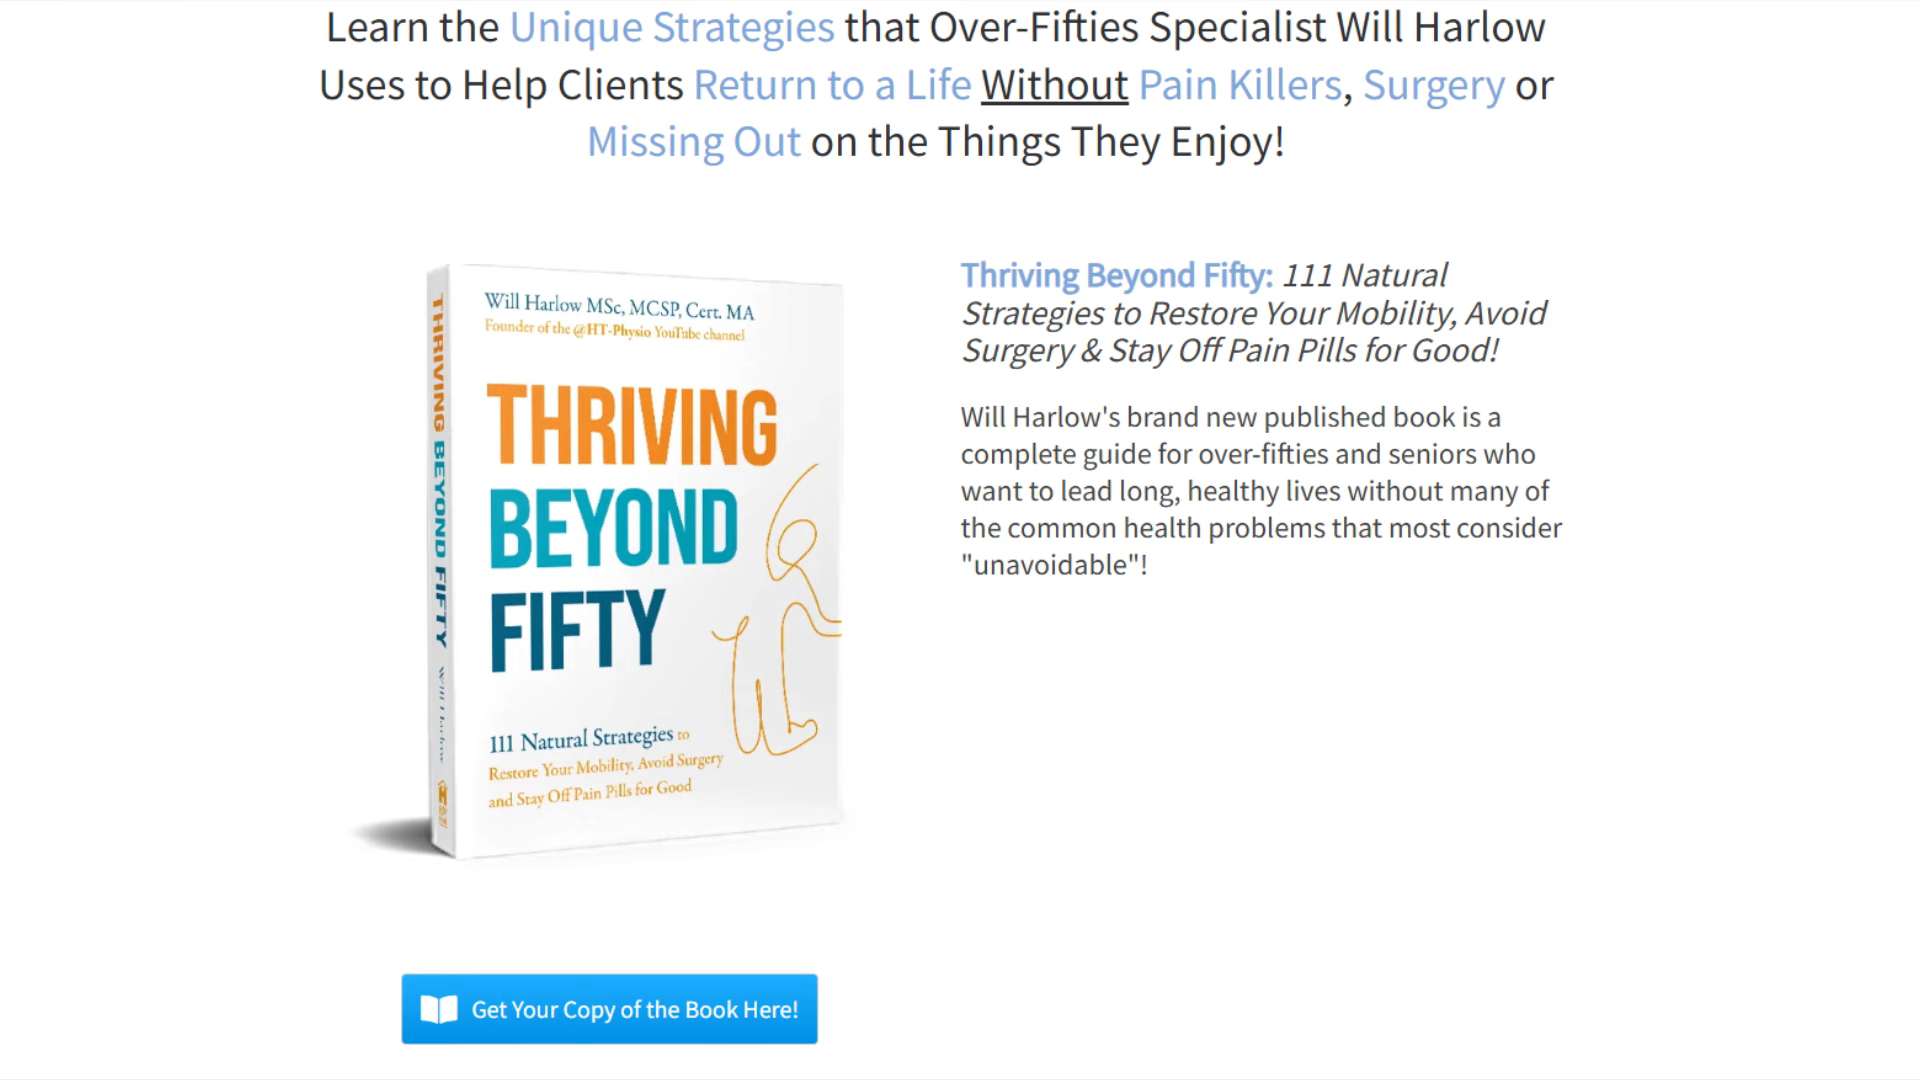 Learn the Unique Strategies that Over-Fifties Specialist Will Harlow
Uses to Help Clients Return to a Life Without Pain Killers, Surgery or
Missing Out on the Things They Enjoy!
THRIVING BEYOND FIFTY Will Harlow
Will Harlow MSc, MCSP, Cert. MA
Founder of the @HT-Physio YouTube channel
THRIVING
BEYOND
FIFTY
111 Natural Strategies to
Restore Your Mobility, Avoid Surgery
and Stay Off Pain Pills for Good
Thriving Beyond Fifty: 111 Natural
Strategies to Restore Your Mobility, Avoid
Surgery & Stay Off Pain Pills for Good!
Will Harlow's brand new published book is a
complete guide for over-fifties and seniors who
want to lead long, healthy lives without many of
the common health problems that most consider
"unavoidable"!
Get Your Copy of the Book Here!